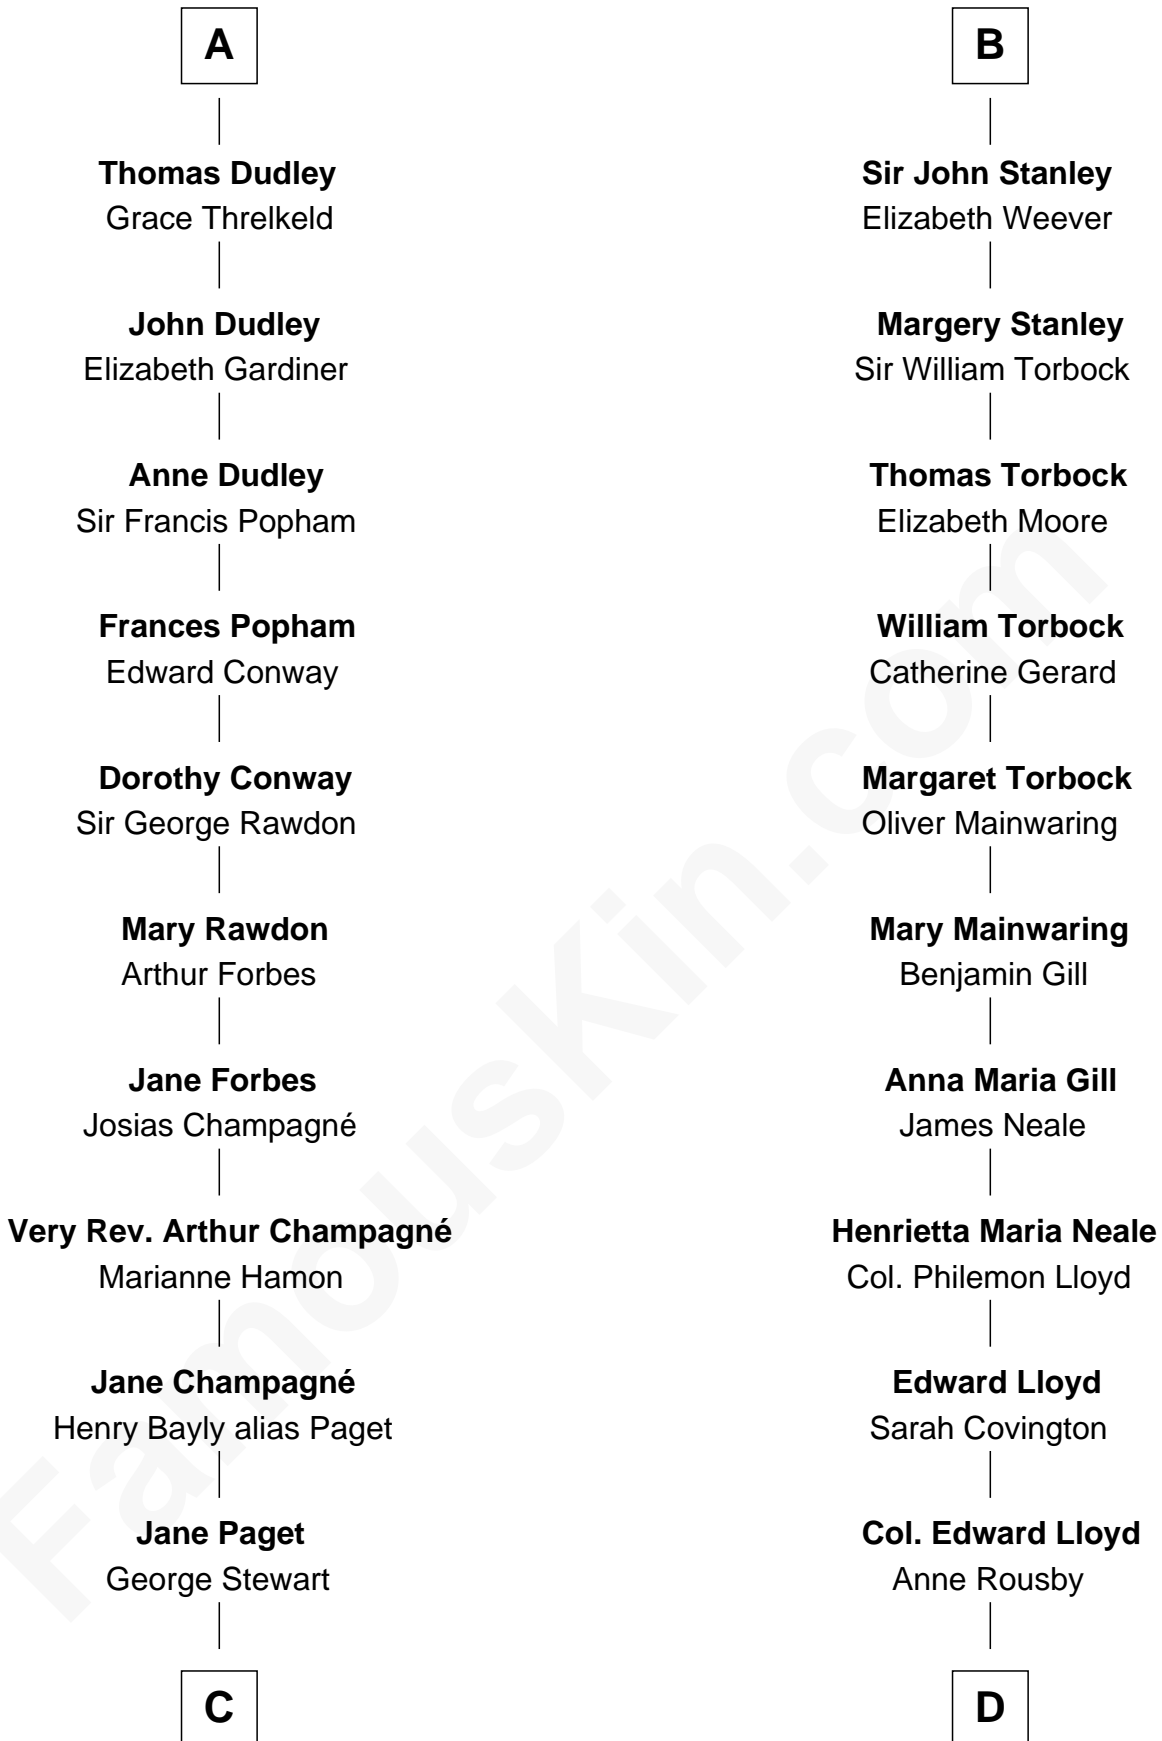 A
Thomas Dudley
Grace Threlkeld
John Dudley
Elizabeth Gardiner
Anne Dudley
Sir Francis Popham
Frances Popham
Edward Conway
Dorothy Conway
Sir George Rawdon
Mary Rawdon
Arthur Forbes
Jane Forbes
Josias Champagné
Very Rev. Arthur Champagné
Marianne Hamon
Jane Champagné
Henry Bayly alias Paget
Jane Paget
George Stewart
C
B
Sir John Stanley
Elizabeth Weever
Margery Stanley
Sir William Torbock
Thomas Torbock
Elizabeth Moore
William Torbock
Catherine Gerard
Margaret Torbock
Oliver Mainwaring
Mary Mainwaring
Benjamin Gill
Anna Maria Gill
James Neale
Henrietta Maria Neale
Col. Philemon Lloyd
Edward Lloyd
Sarah Covington
Col. Edward Lloyd
Anne Rousby
D
FamousKin.com